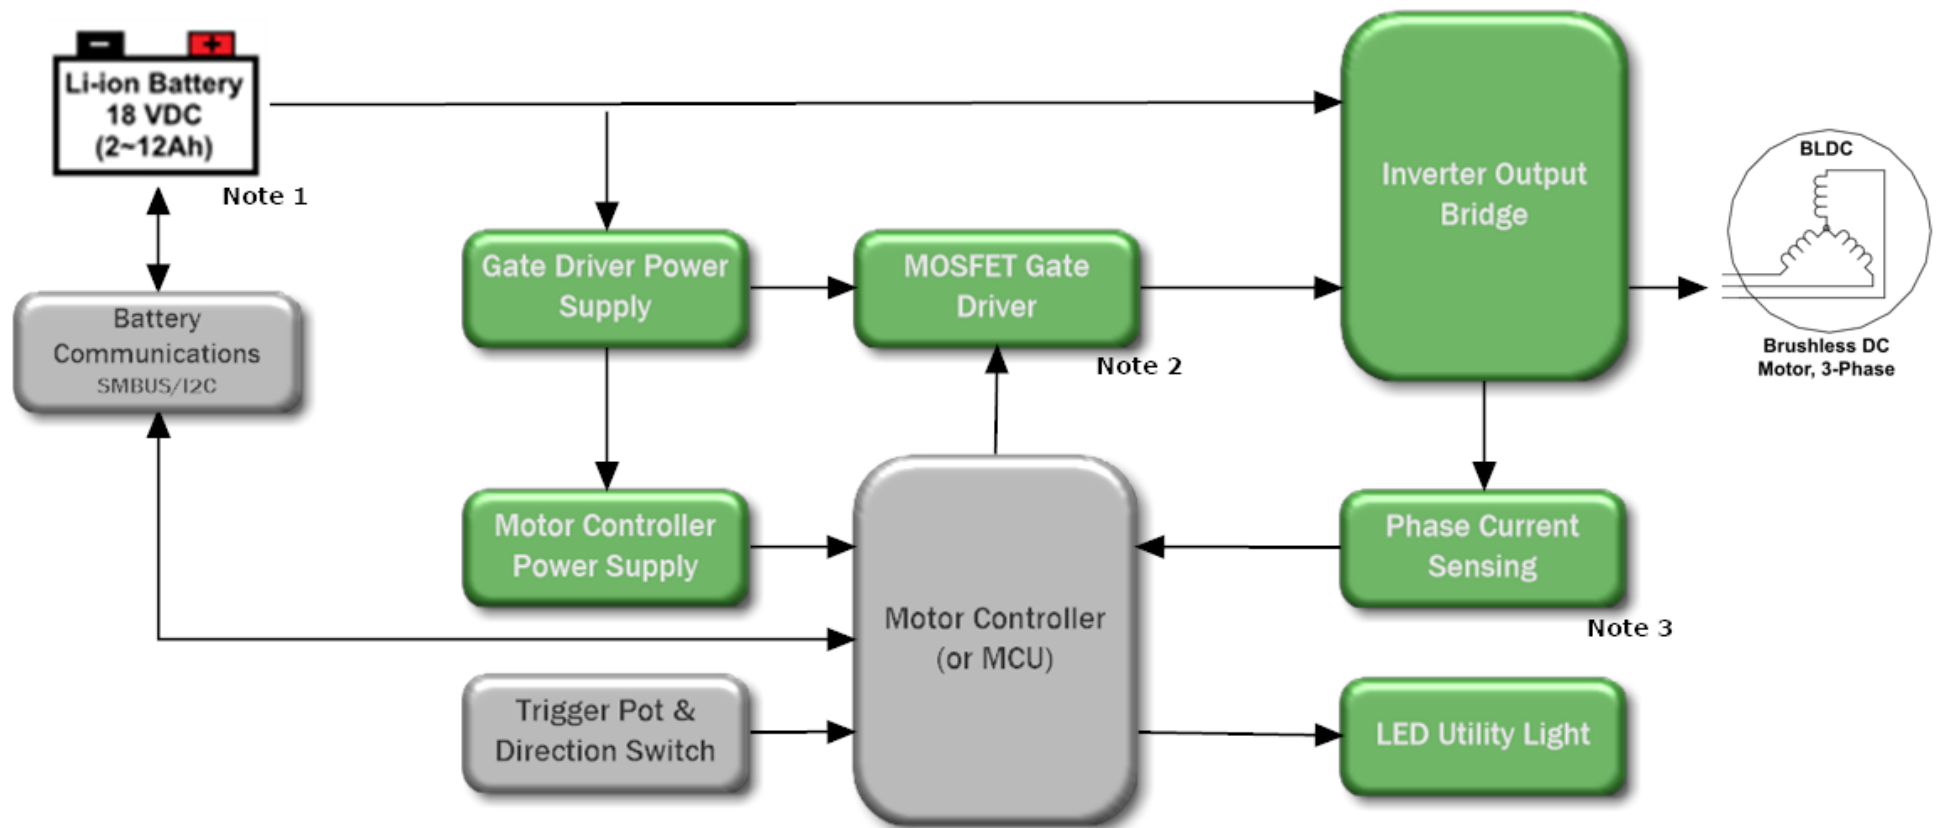 Li-ion Battery
18 VDC
(2~12Ah)
Note 1
Battery
Communications
SMBUS/I2C
Gate Driver Power
Supply
MOSFET Gate
Driver
Note 2
Inverter Output
Bridge
BLDC
Brushless DC
Motor, 3-Phase
Motor Controller
Power Supply
Motor Controller
(or MCU)
Phase Current
Sensing
Note 3
Trigger Pot &
Direction Switch
LED Utility Light